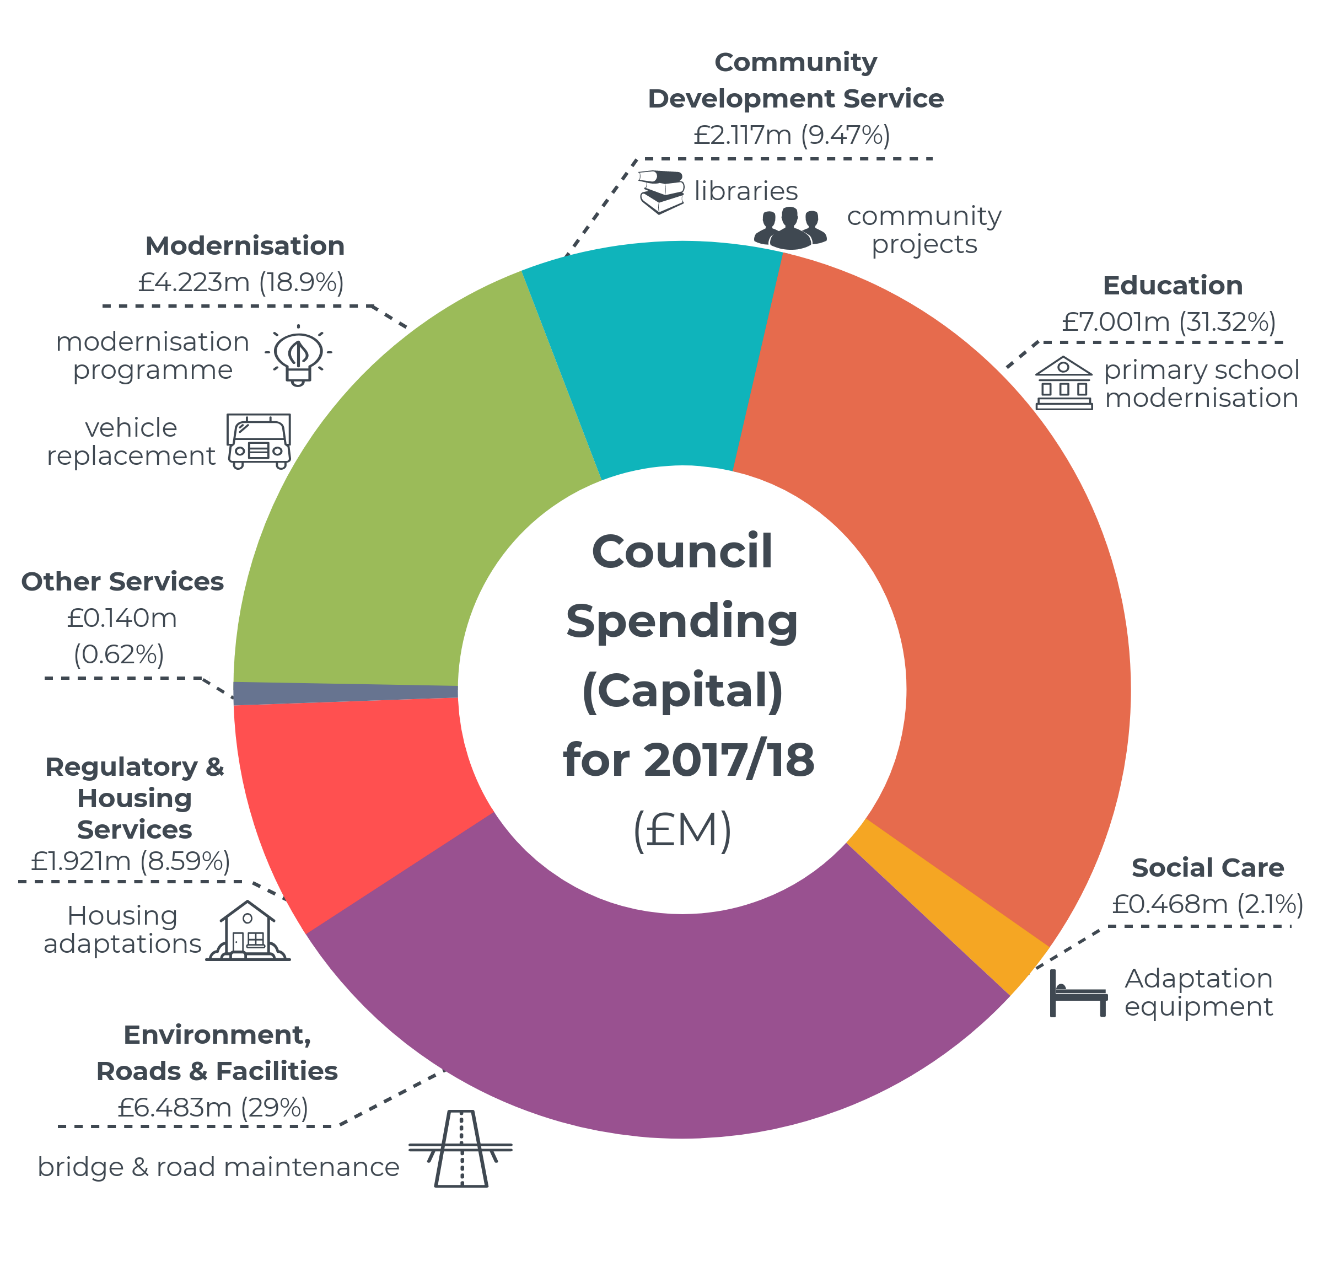 Community
Development Service
£2.117m (9.47%)
libraries
community
projects
Modernisation
£4.223m (18.9%)
modernisation
programme
vehicle
replacement
Education
£7.001m (31.32%)
primary school
modernisation
Council
Spending
(Capital)
for 2017/18
(£M)
Other Services
£0.140m
(0.62%)
Regulatory &
Housing
Services
£1.921m (8.59%)
Housing
adaptations
Social Care
£0.468m (2.1%)
Adaptation
equipment
Environment,
Roads & Facilities
£6.483m (29%)
bridge & road maintenance